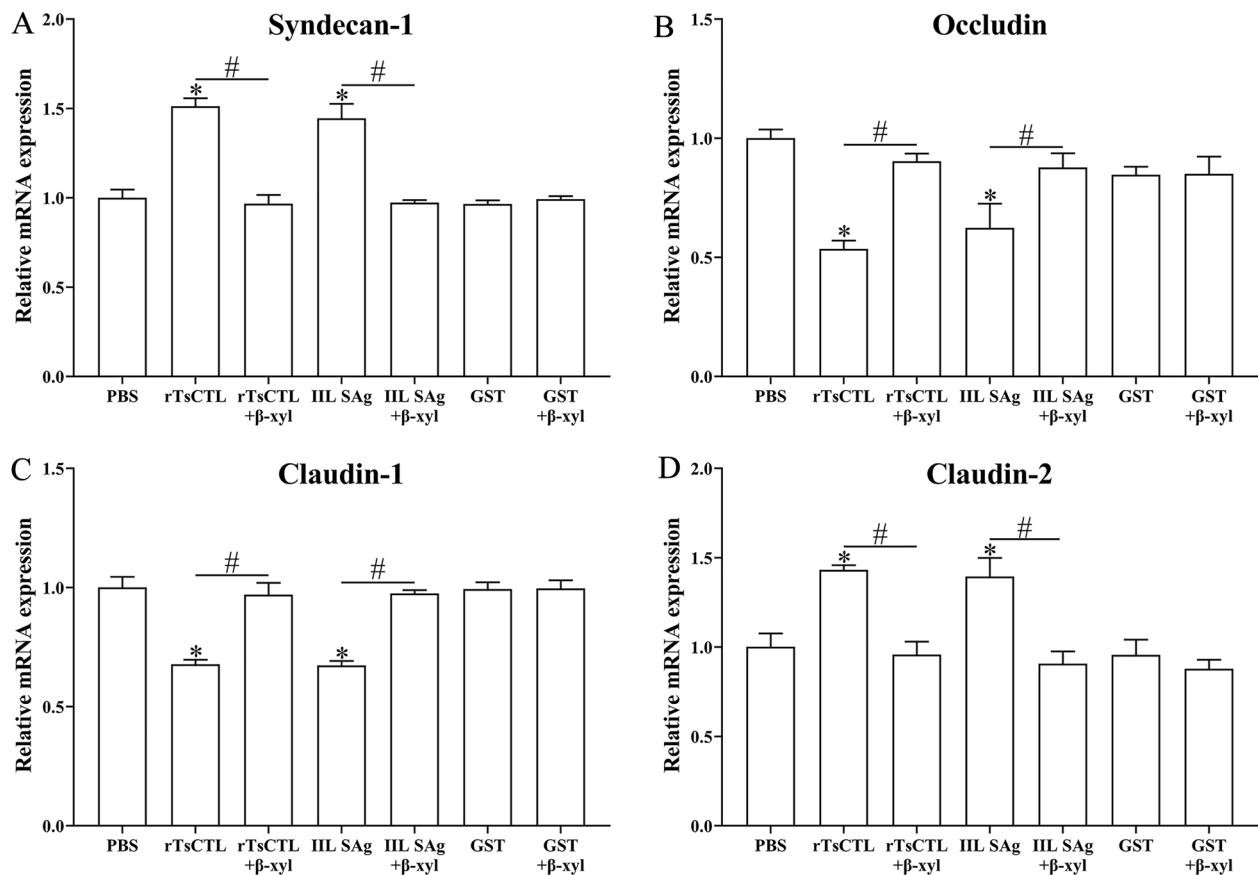 A
Syndecan-1
Relative mRNA expression
2.0
1.5
1.0
0.5
0.0
#
#
*
*
PBS
rTsCTL
rTsCTL
+β-xyl
IIL SAg
IIL SAg
+β-xyl
GST
GST
+β-xyl
B
Occludin
Relative mRNA expression
1.5
1.0
0.5
0.0
#
#
*
*
PBS
rTsCTL
rTsCTL
+β-xyl
IIL SAg
IIL SAg
+β-xyl
GST
GST
+β-xyl
C
Claudin-1
Relative mRNA expression
1.5
1.0
0.5
0.0
#
#
*
*
PBS
rTsCTL
rTsCTL
+β-xyl
IIL SAg
IIL SAg
+β-xyl
GST
GST
+β-xyl
D
Claudin-2
Relative mRNA expression
2.0
1.5
1.0
0.5
0.0
#
#
*
*
PBS
rTsCTL
rTsCTL
+β-xyl
IIL SAg
IIL SAg
+β-xyl
GST
GST
+β-xyl